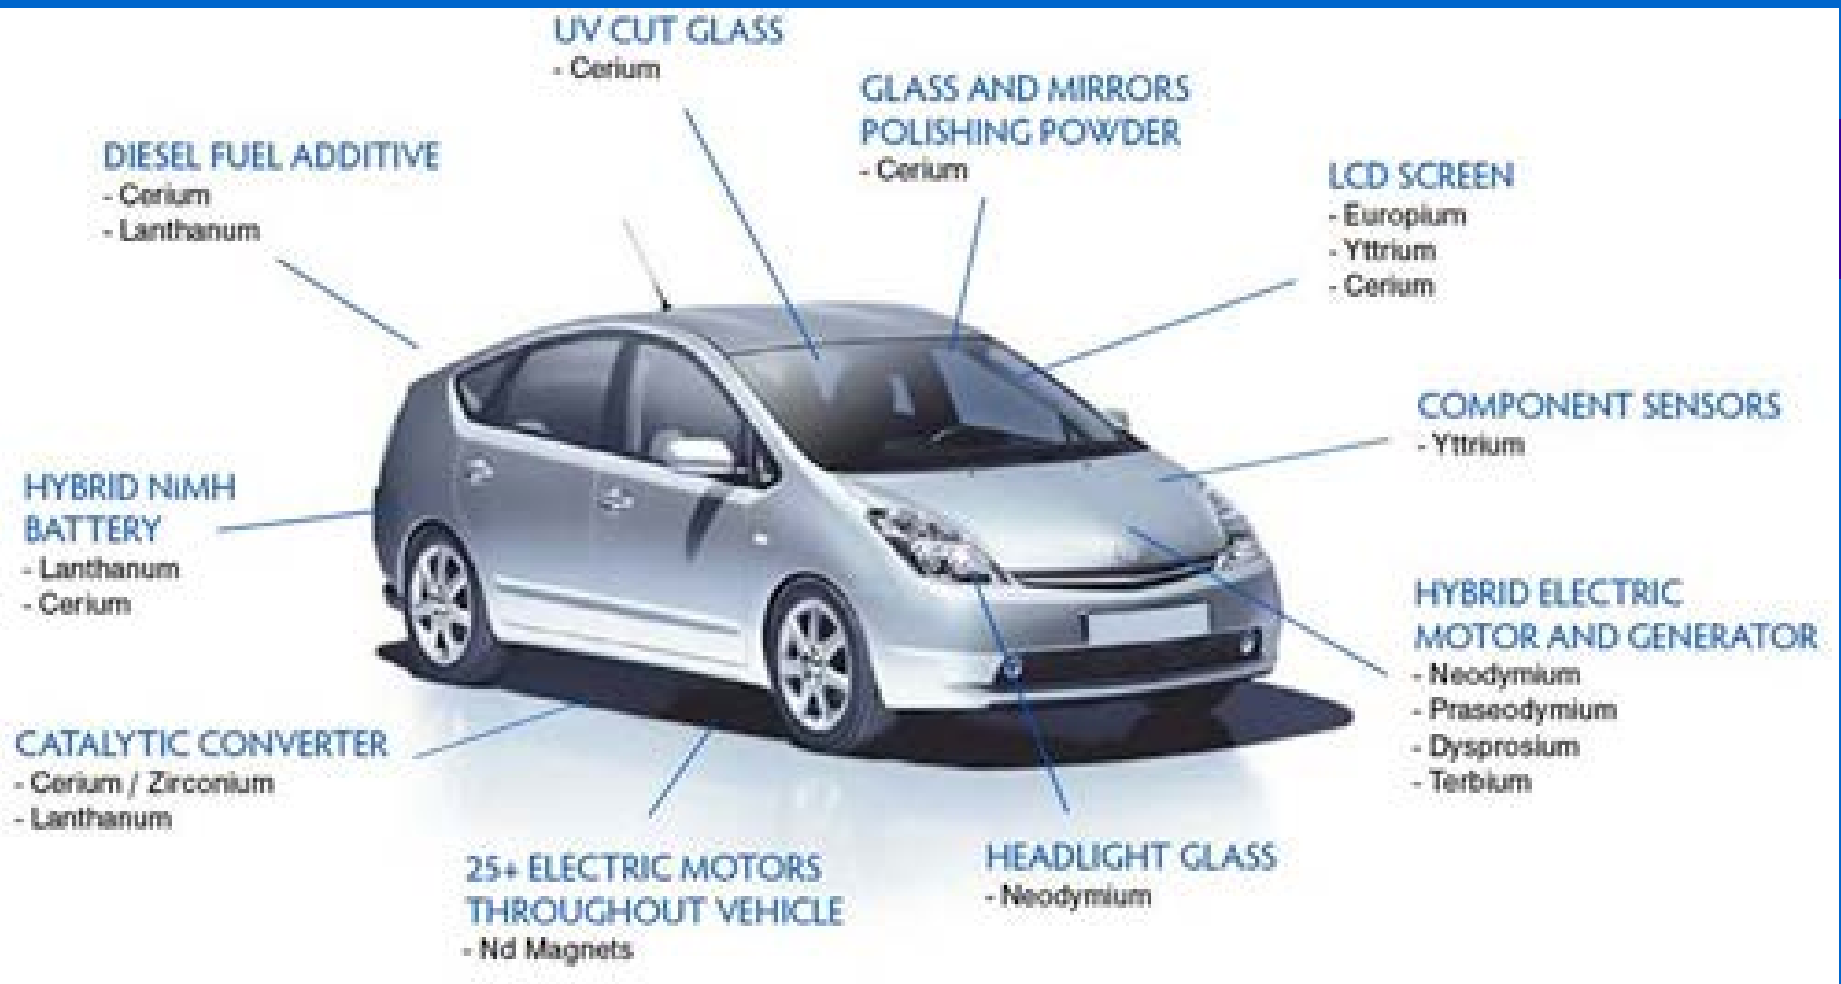 UV CUT GLASS
- Cerium
GLASS AND MIRRORS
POLISHING POWDER
- Cerium
DIESEL FUEL ADDITIVE
- Cerium
- Lanthanum
LCD SCREEN
- Europium
- Yttrium
- Cerium
COMPONENT SENSORS
- Yttrium
HYBRID NiMH
BATTERY
- Lanthanum
- Cerium
HYBRID ELECTRIC
MOTOR AND GENERATOR
- Neodymium
- Praseodymium
- Dysprosium
- Terbium
CATALYTIC CONVERTER
- Cerium / Zirconium
- Lanthanum
25+ ELECTRIC MOTORS
THROUGHOUT VEHICLE
- Nd Magnets
HEADLIGHT GLASS
- Neodymium